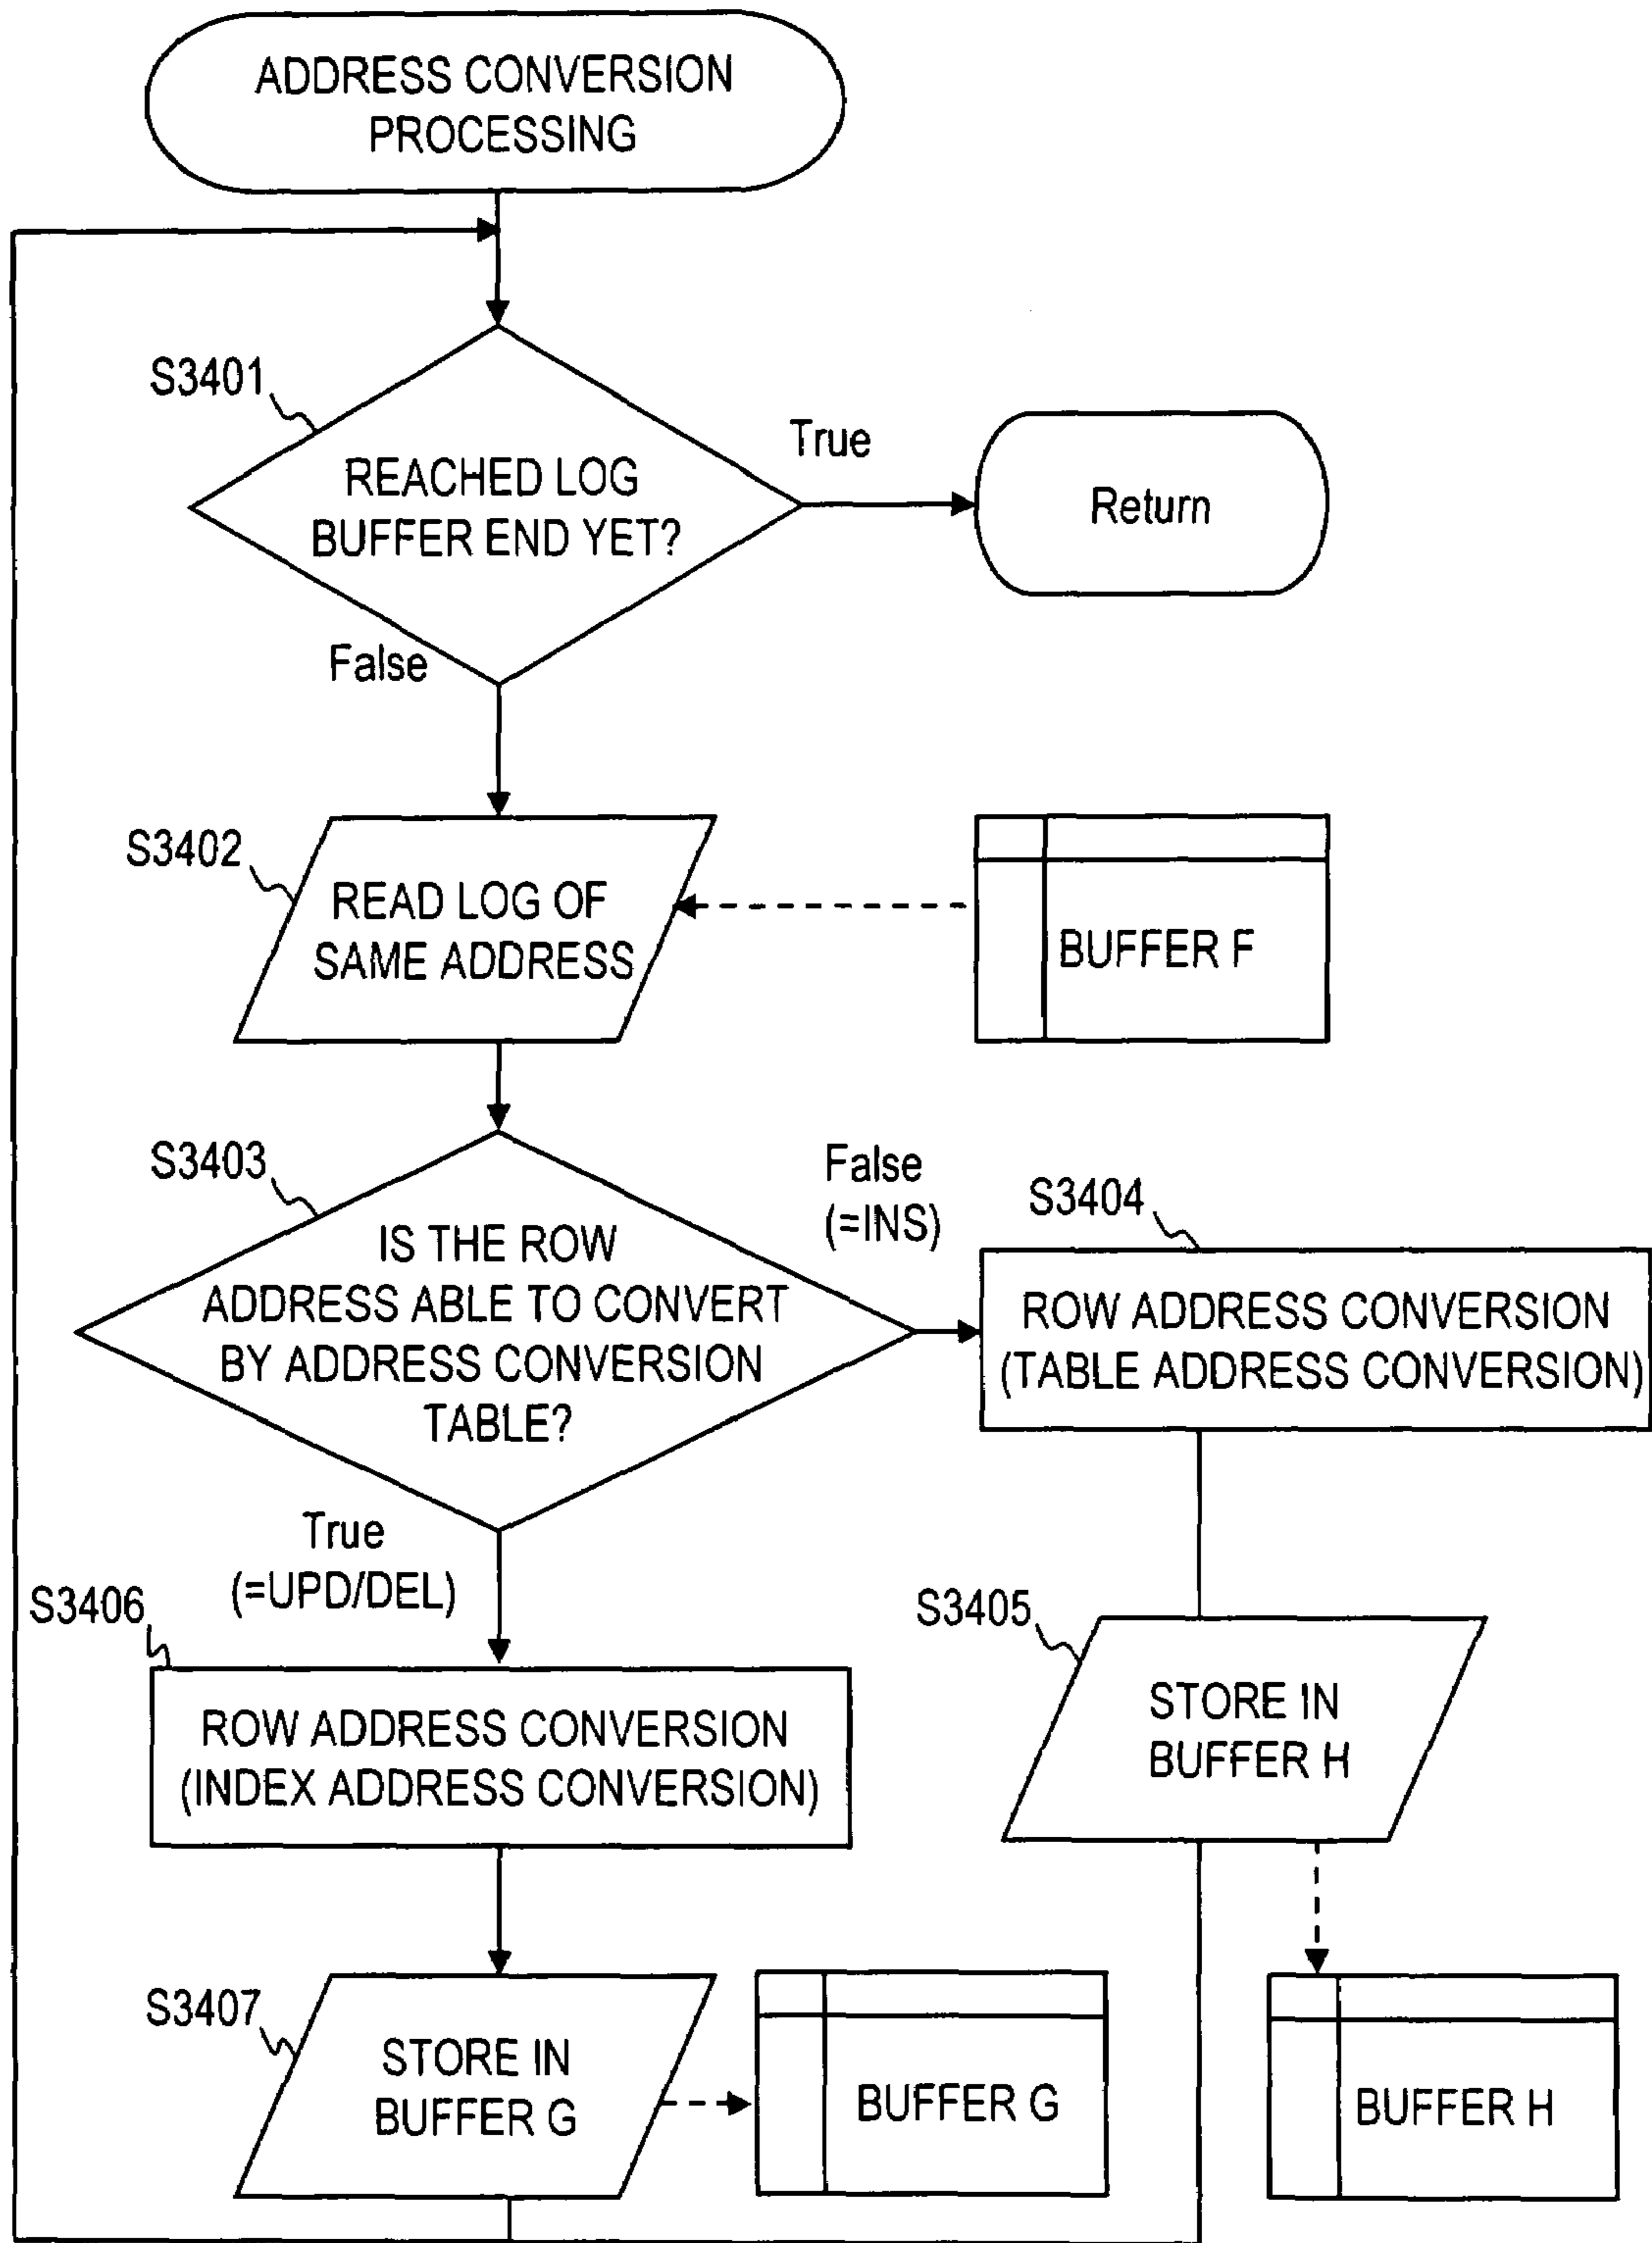 ADDRESS CONVERSION
PROCESSING
S3401
REACHED LOG
BUFFER END YET?
True
Return
False
S3402
READ LOG OF
SAME ADDRESS
BUFFER F
S3403
IS THE ROW
ADDRESS ABLE TO CONVERT
BY ADDRESS CONVERSION
TABLE?
False
(=INS)
S3404
ROW ADDRESS CONVERSION
(TABLE ADDRESS CONVERSION)
True
(=UPD/DEL)
S3406
ROW ADDRESS CONVERSION
(INDEX ADDRESS CONVERSION)
S3405
STORE IN
BUFFER H
S3407
STORE IN
BUFFER G
BUFFER G
BUFFER H